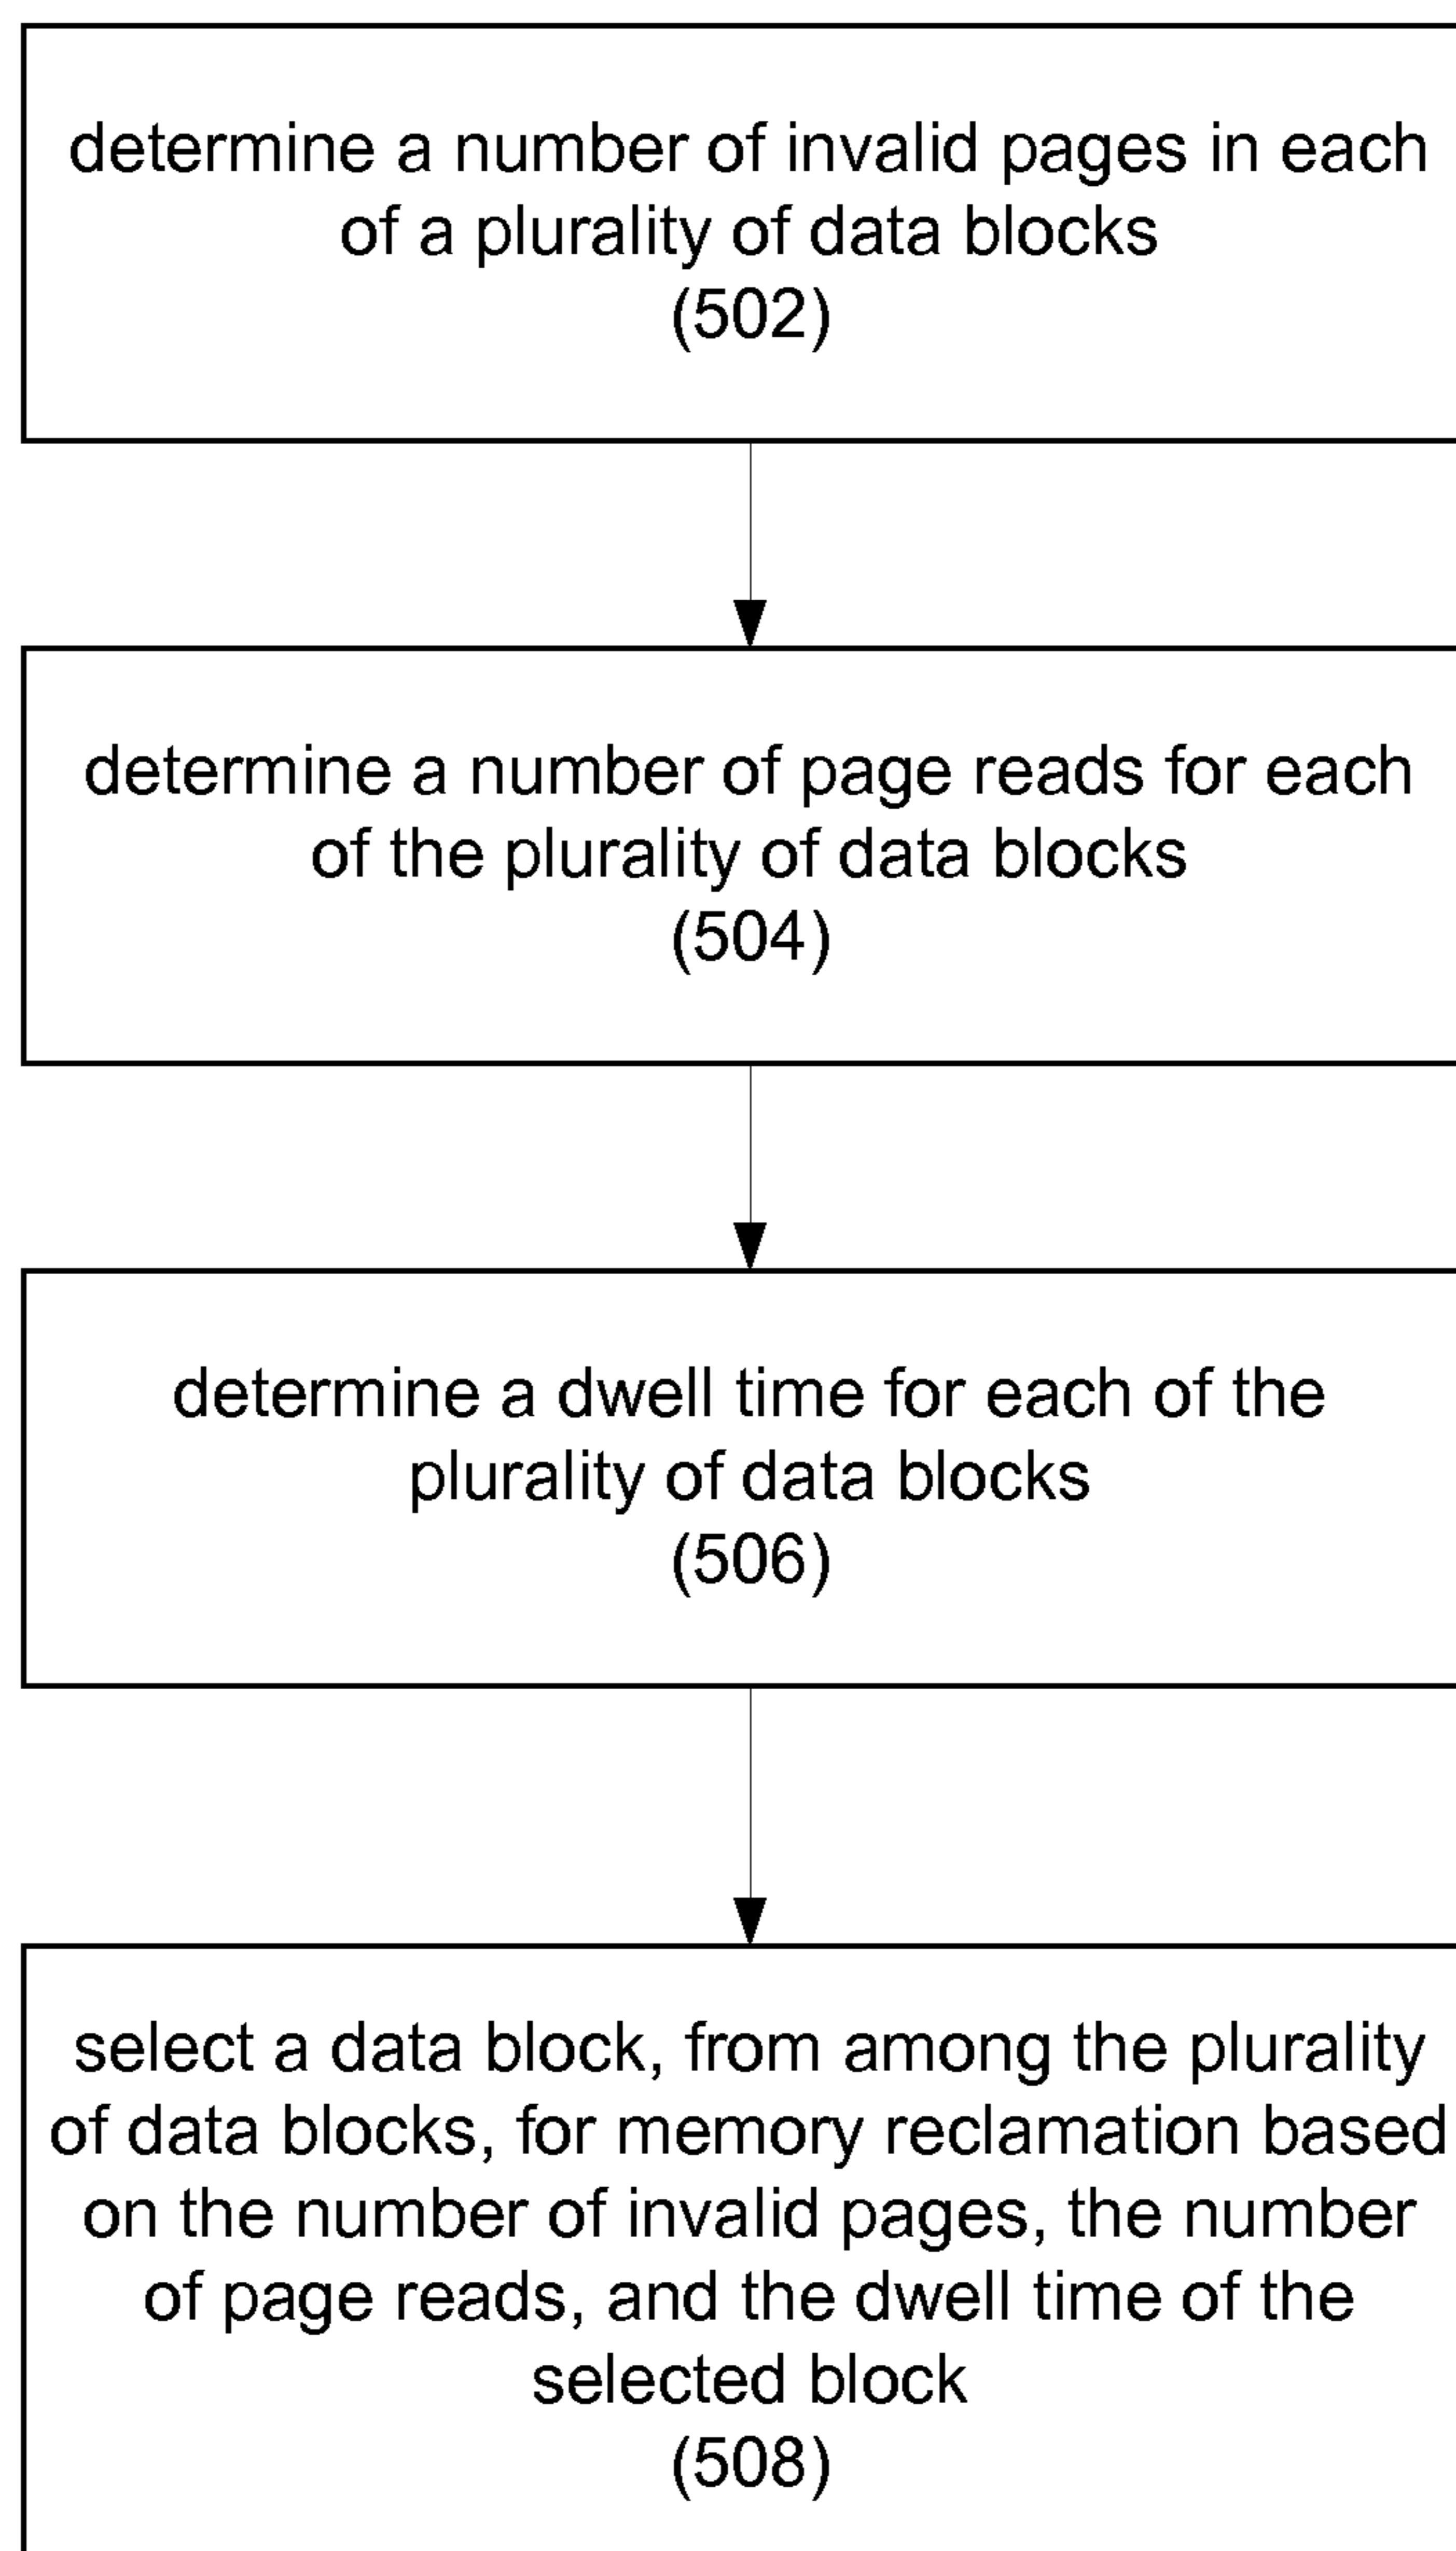 determine a number of invalid pages in each
of a plurality of data blocks
(502)
determine a number of page reads for each
of the plurality of data blocks
(504)
determine a dwell time for each of the
plurality of data blocks
(506)
select a data block, from among the plurality
of data blocks, for memory reclamation based
on the number of invalid pages, the number
of page reads, and the dwell time of the
selected block
(508)